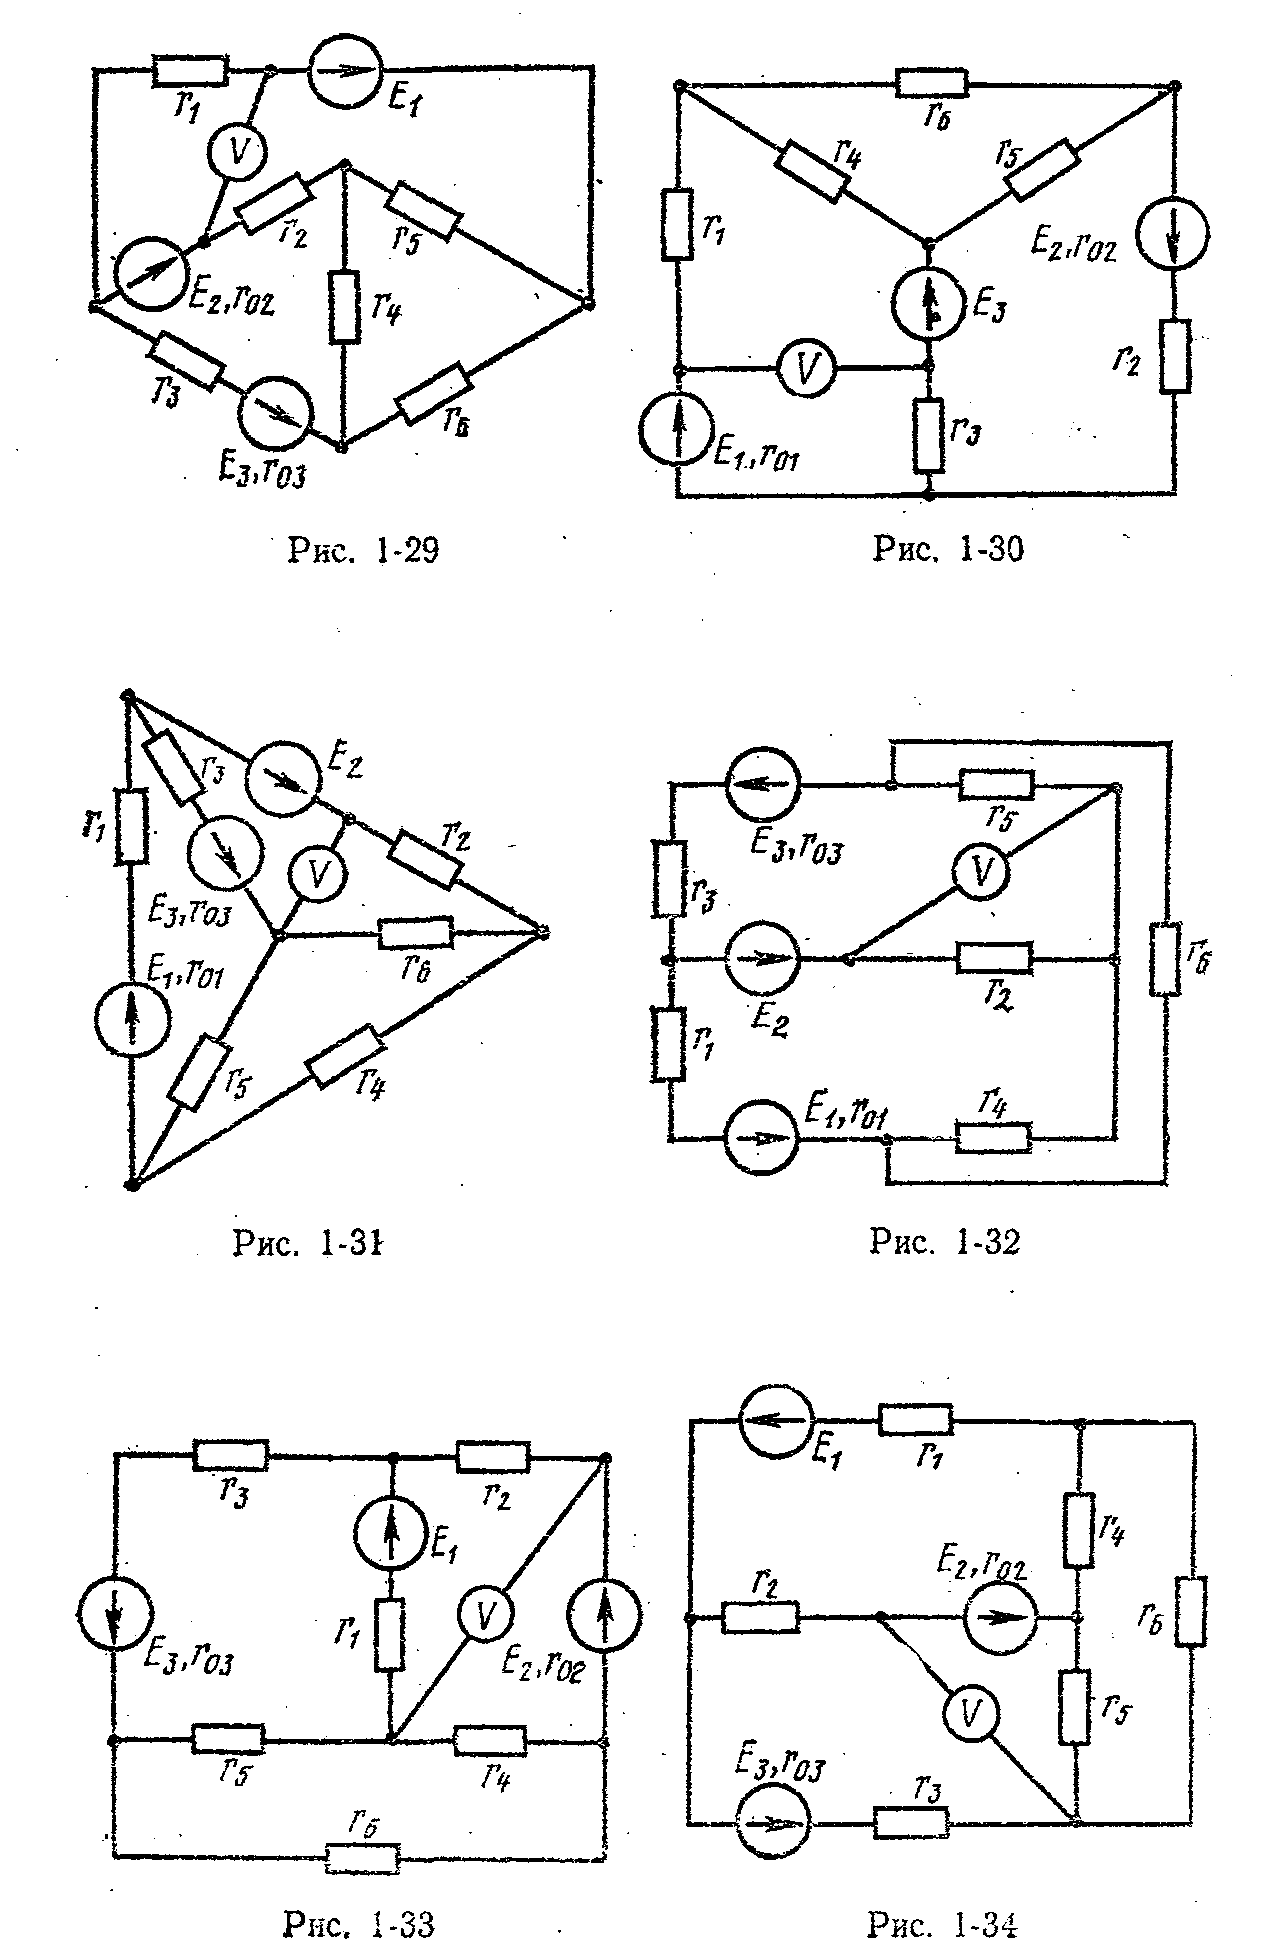 r1
E1
V
r2
r5
E2, r02
r4
r3
r6
E3, r03
Рис. 1-29
r6
r4
r5
r1
E2, r02
E3
V
r2
E1, r01
r3
Рис. 1-30
E2
r3
r1
r2
V
E3, r03
E1, r01
r6
r5
r4
Рис. 1-31
r5
E3, r03
V
r3
r6
r2
E2
r1
E1, r01
r4
Рис. 1-32
r3
r2
E1
r1
V
E3, r03
E2, r02
r5
r4
r6
Рис. 1-33
E1
r1
r4
E2, r02
r2
r6
V
r5
E3, r03
r3
Рис. 1-34